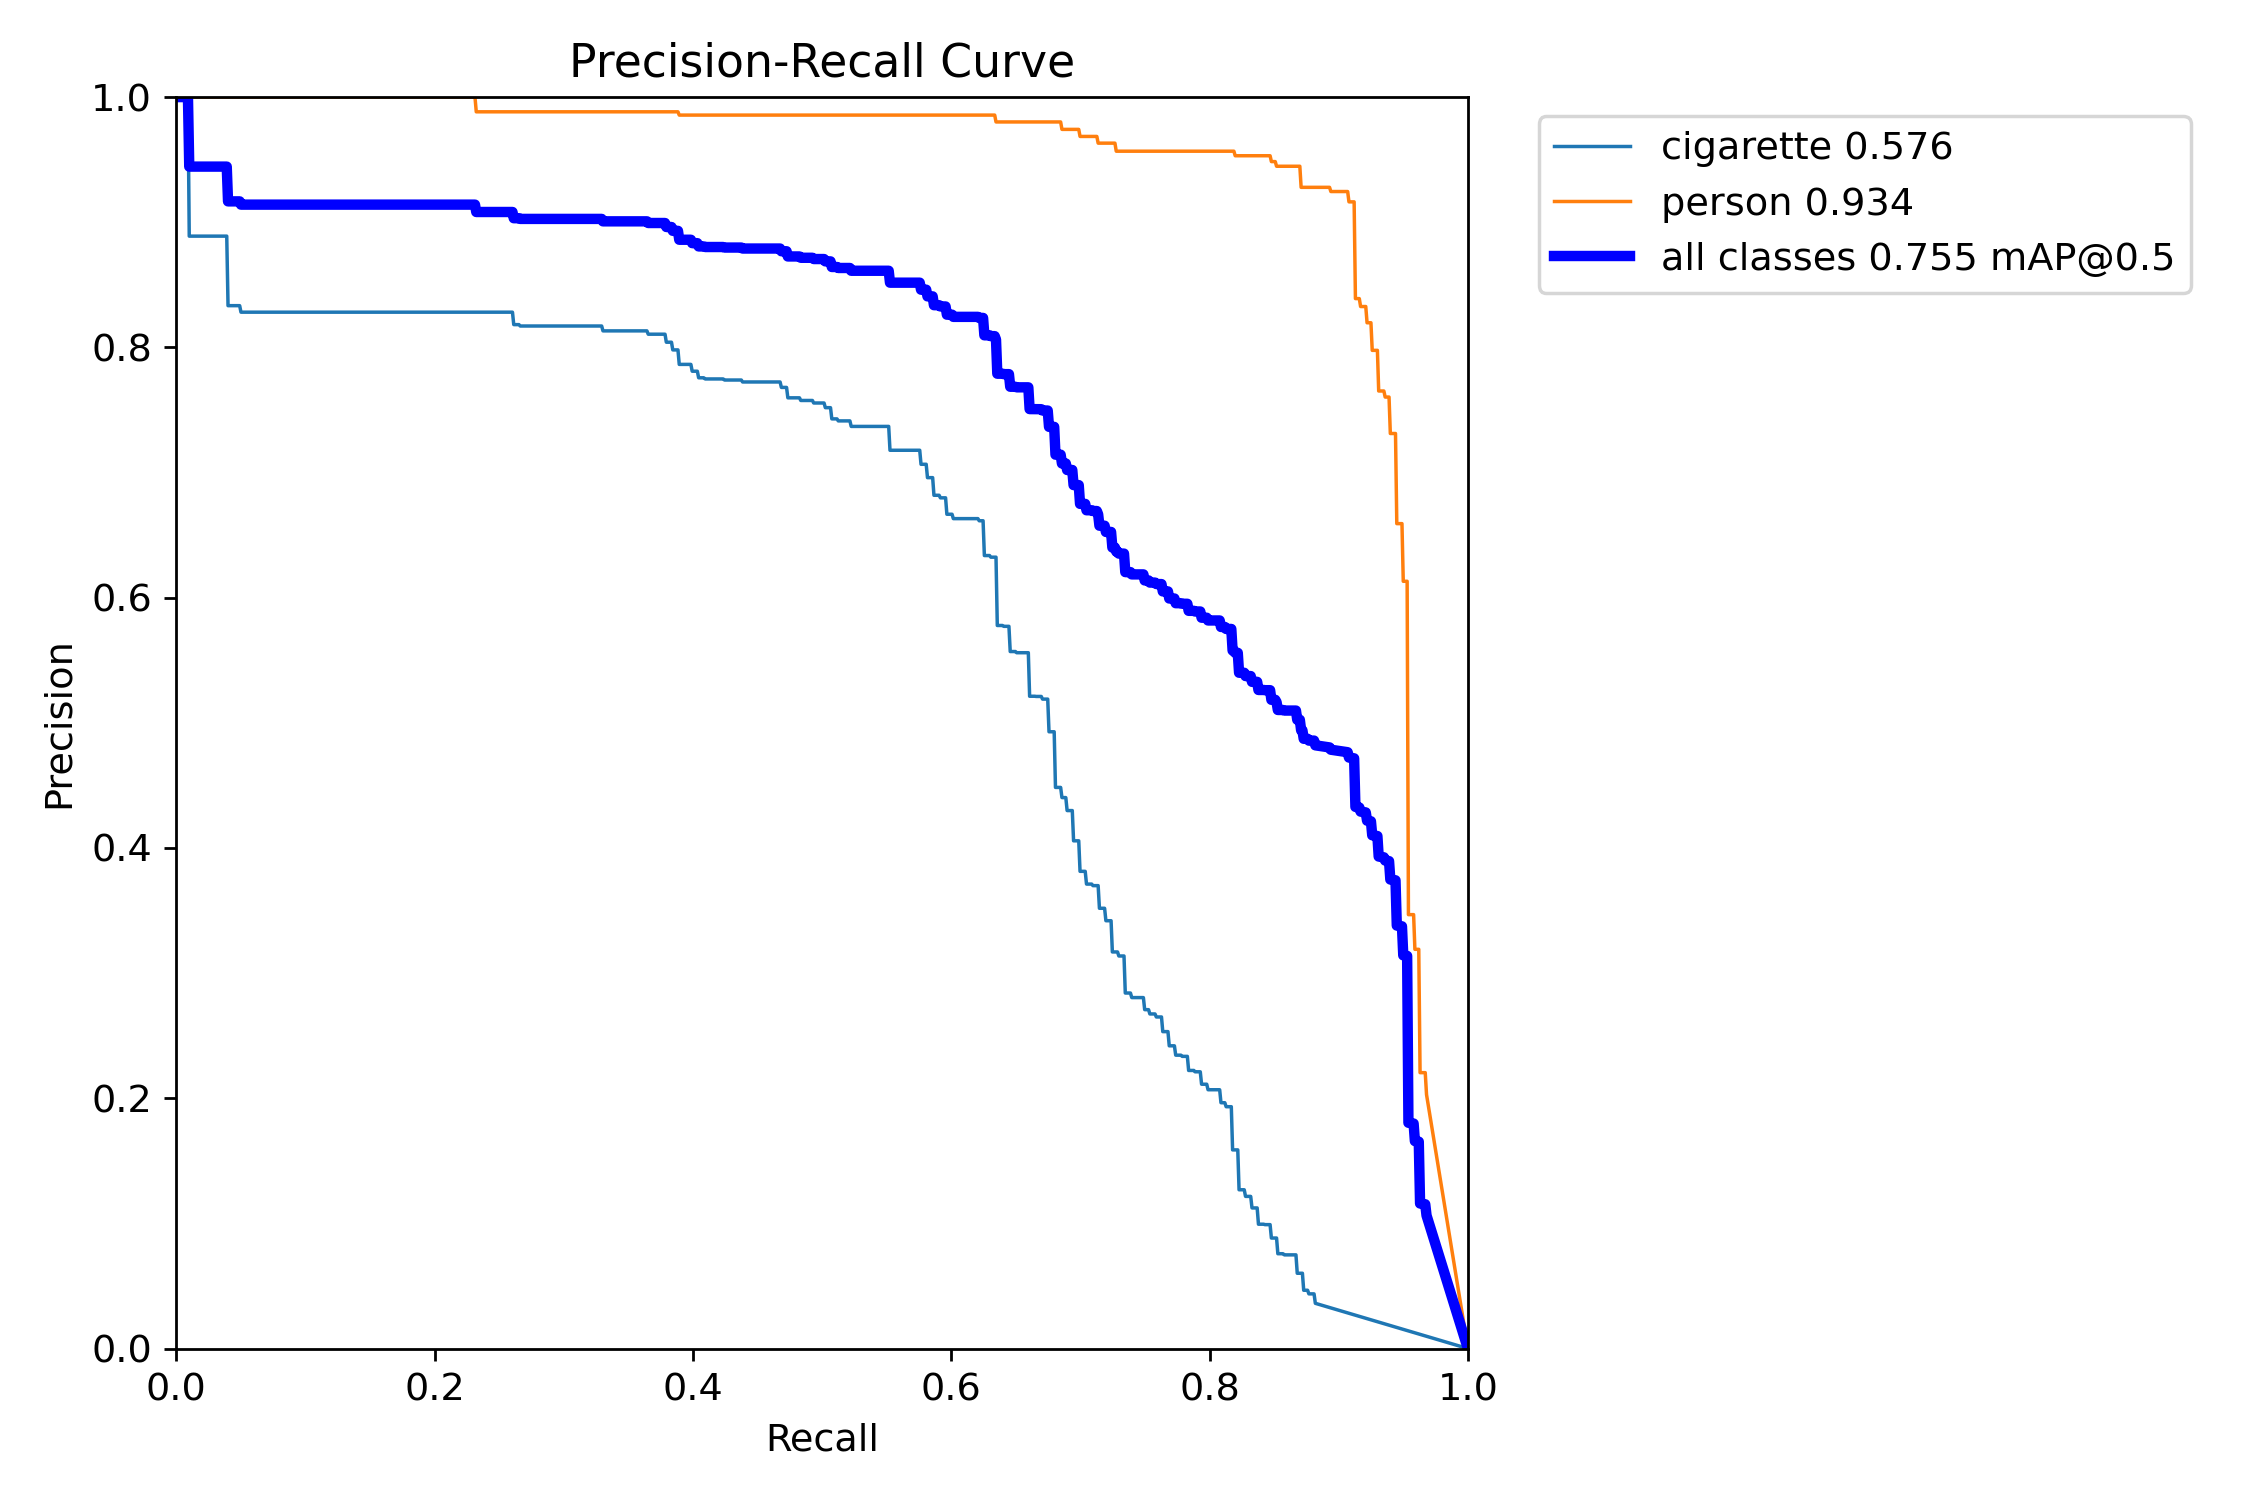 Precision-Recall Curve
cigarette 0.576
person 0.934
all classes 0.755 mAP@0.5
Precision
1.0
0.8
0.6
0.4
0.2
0.0
0.0 0.2 0.4 0.6 0.8 1.0
Recall